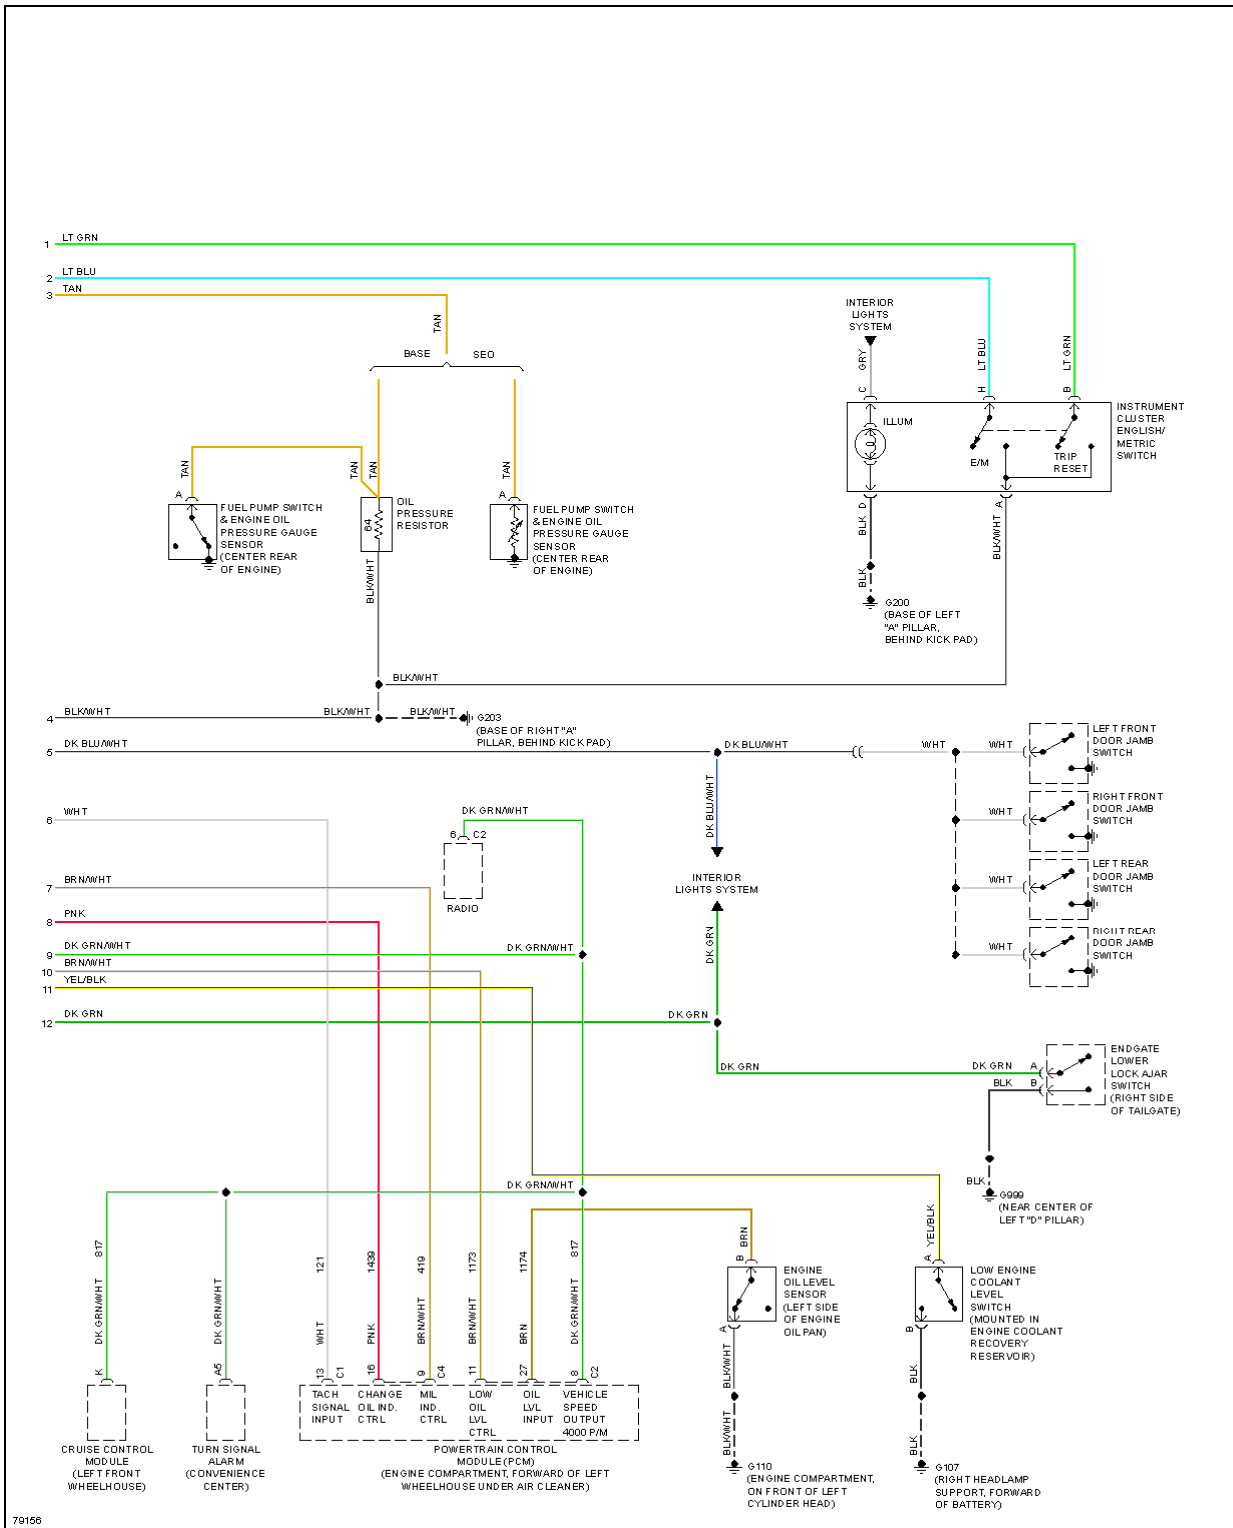 1 LT GRN
2 LT BLU
3 TAN
TAN
BASE SEO
INTERIOR
LIGHTS
SYSTEM
GRY
C
LT BLU
H
LT GRN
B
ILLUM
E/M
TRIP
RESET
INSTRUMENT
CLUSTER
ENGLISH/
METRIC
SWITCH
TAN
A
FUEL PUMP SWITCH
& ENGINE OIL
PRESSURE GAUGE
SENSOR
(CENTER REAR
OF ENGINE)
TAN
TAN
64
OIL
PRESSURE
RESISTOR
TAN
A
FUEL PUMP SWITCH
& ENGINE OIL
PRESSURE GAUGE
SENSOR
(CENTER REAR
OF ENGINE)
D
BLK
BLK
A
BLK/WHT
G200
(BASE OF LEFT
"A" PILLAR,
BEHIND KICK PAD)
BLK/WHT
BLK/WHT
4 BLK/WHT
BLK/WHT
BLK/WHT
G203
(BASE OF RIGHT "A"
PILLAR, BEHIND KICK PAD)
5 DK BLU/WHT
DK BLU/WHT
WHT
DK BLU/WHT
WHT
LEFT FRONT
DOOR JAMB
SWITCH
WHT
RIGHT FRONT
DOOR JAMB
SWITCH
WHT
LEFT REAR
DOOR JAMB
SWITCH
WHT
RIGHT REAR
DOOR JAMB
SWITCH
6 WHT
DK GRN/WHT
6 C2
RADIO
INTERIOR
LIGHTS SYSTEM
7 BRN/WHT
8 PNK
9 DK GRN/WHT
DK GRN/WHT
10 BRN/WHT
11 YEL/BLK
12 DK GRN
DK GRN
DK GRN
DK GRN
DK GRN A
BLK B
ENDGATE
LOWER
LOCK AJAR
SWITCH
(RIGHT SIDE
OF TAILGATE)
BLK
G999
(NEAR CENTER OF
LEFT "D" PILLAR)
DK GRN/WHT
817
DK GRN/WHT
K
CRUISE CONTROL
MODULE
(LEFT FRONT
WHEELHOUSE)
DK GRN/WHT
A5
TURN SIGNAL
ALARM
(CONVENIENCE
CENTER)
121
WHT
13
C1
1439
PNK
16
419
BRN/WHT
9
C4
1173
BRN/WHT
11
1174
BRN
27
817
DK GRN/WHT
8
C2
TACH
SIGNAL
INPUT
CHANGE
OIL IND.
CTRL
MIL
IND.
CTRL
LOW
OIL
LVL
CTRL
OIL
LVL
INPUT
VEHICLE
SPEED
OUTPUT
4000 P/M
POWERTRAIN CONTROL
MODULE (PCM)
(ENGINE COMPARTMENT, FORWARD OF LEFT
WHEELHOUSE UNDER AIR CLEANER)
BRN
B
ENGINE
OIL LEVEL
SENSOR
(LEFT SIDE
OF ENGINE
OIL PAN)
A
BLK/WHT
BLK/WHT
G110
(ENGINE COMPARTMENT,
ON FRONT OF LEFT
CYLINDER HEAD)
YEL/BLK
A
LOW ENGINE
COOLANT
LEVEL
SWITCH
(MOUNTED IN
ENGINE COOLANT
RECOVERY
RESERVOIR)
B
BLK
BLK
G107
(RIGHT HEADLAMP
SUPPORT, FORWARD
OF BATTERY)
79156